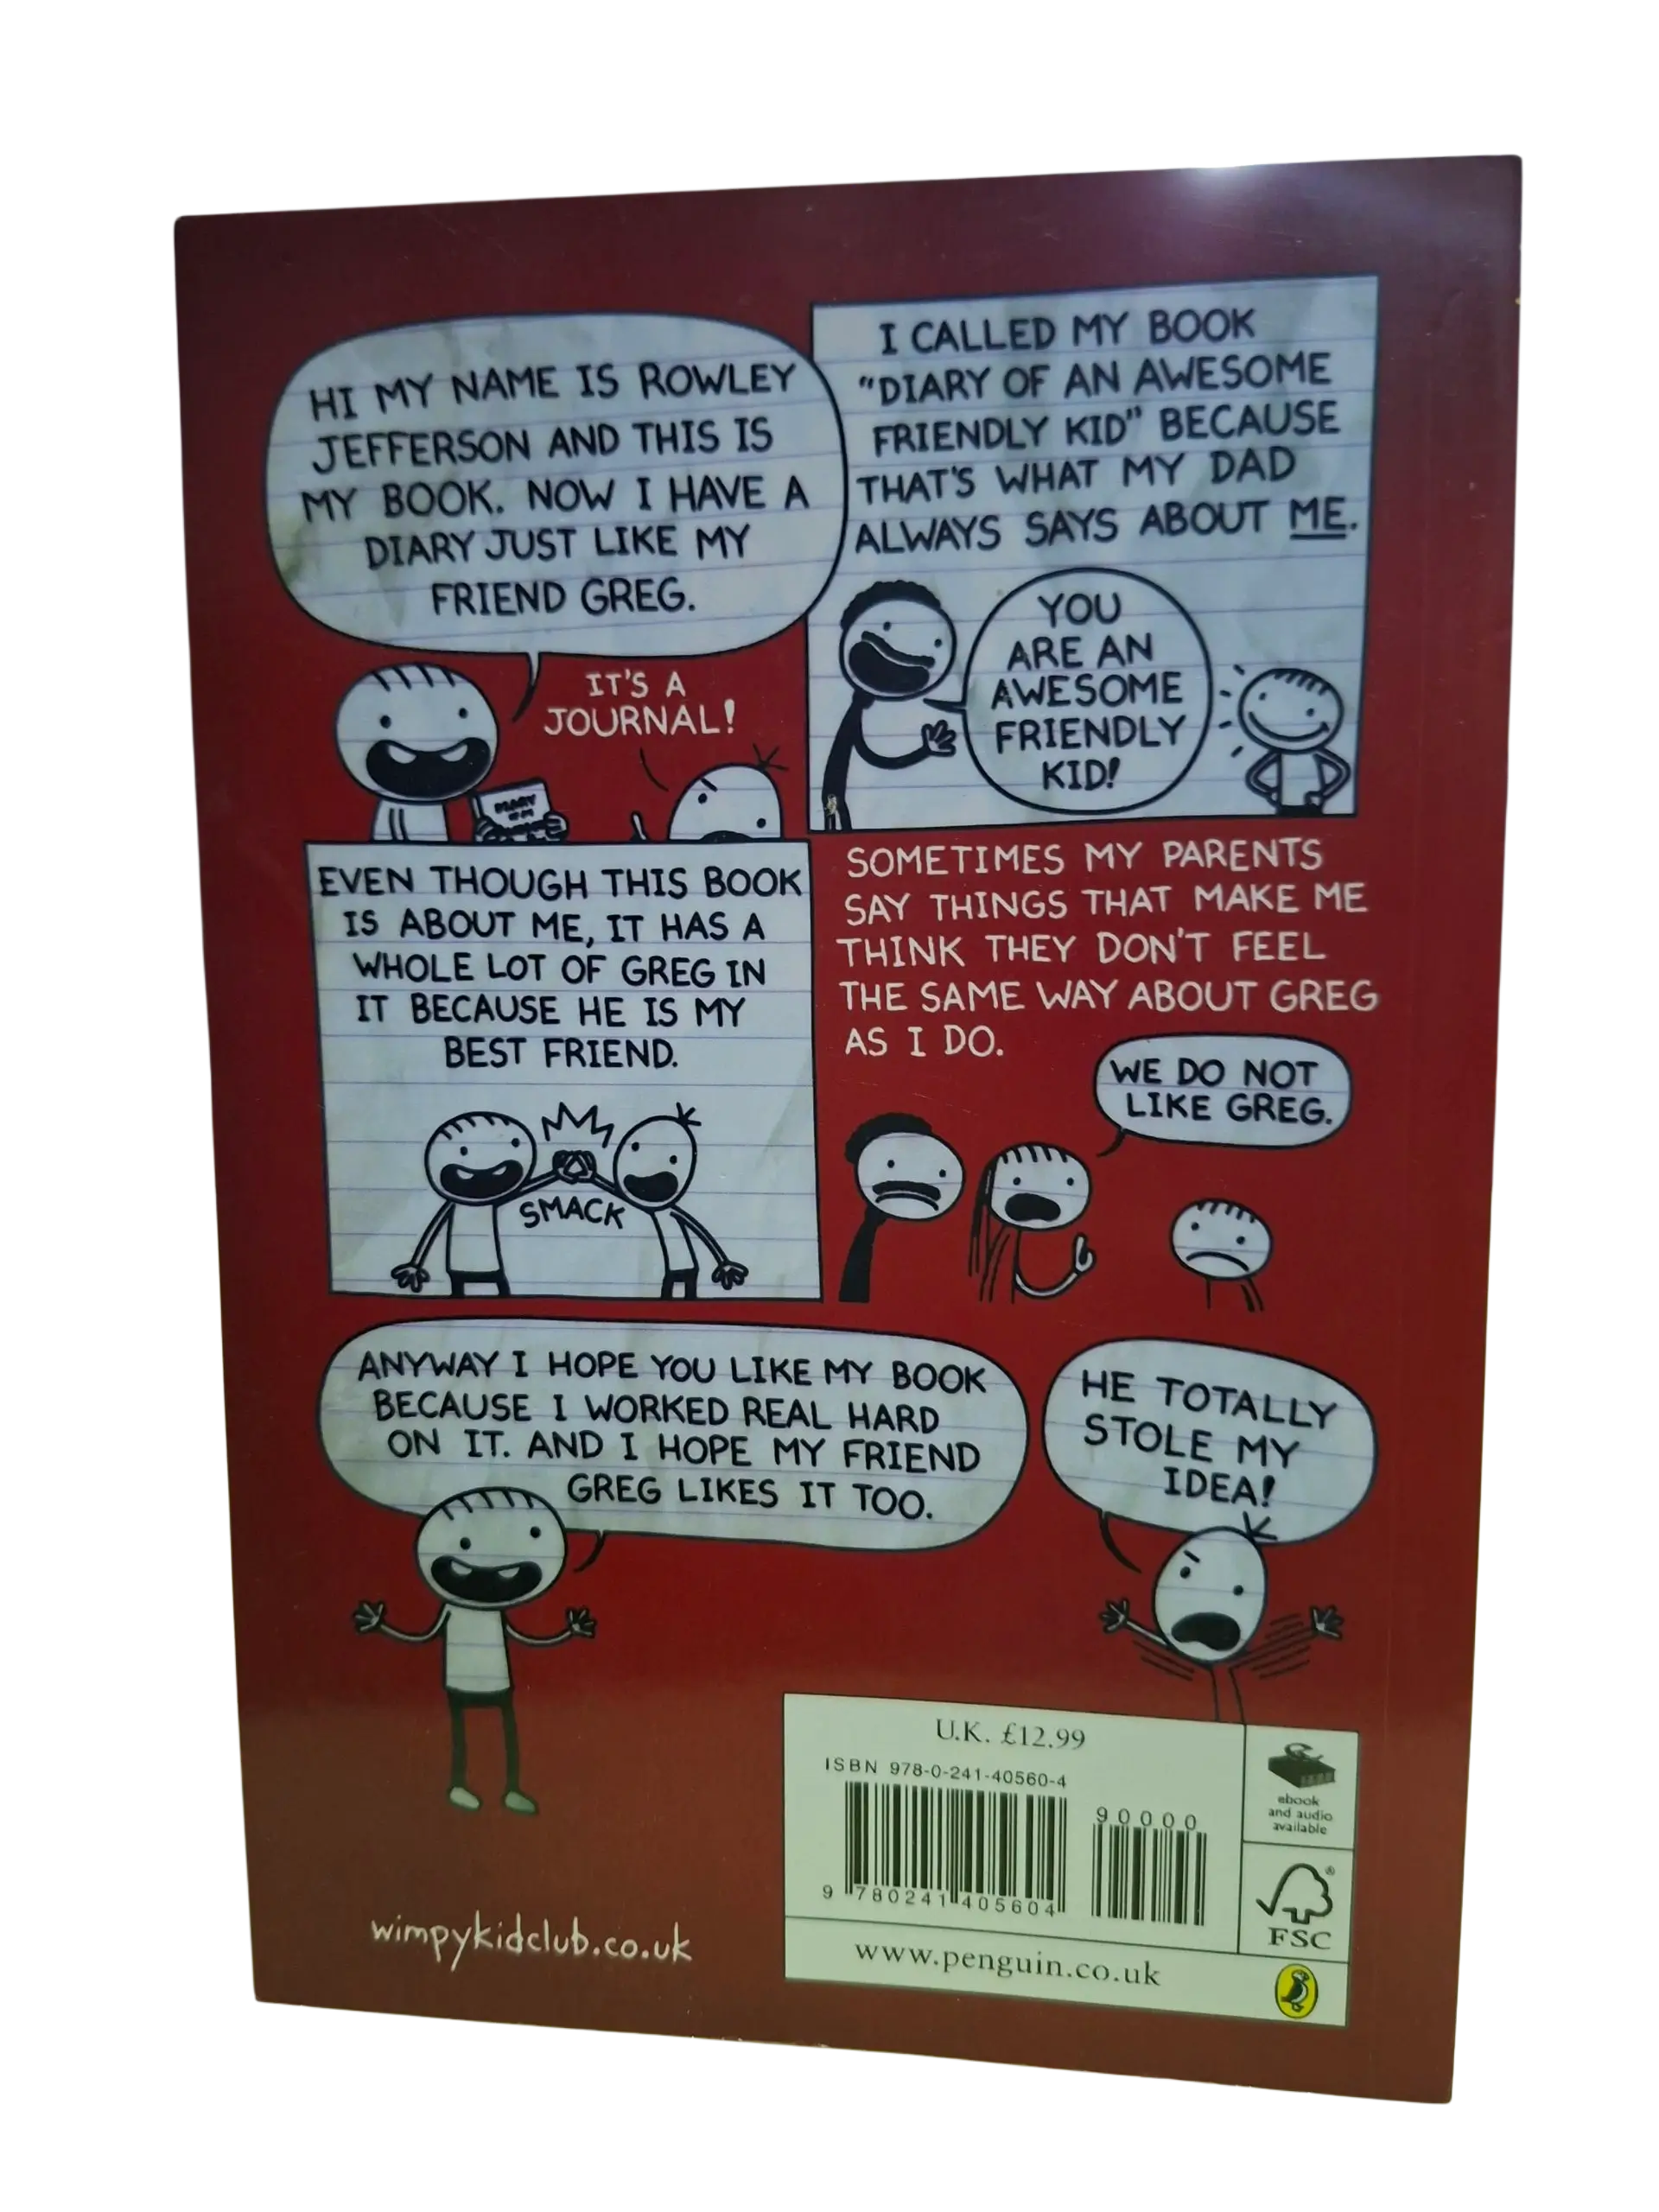 HI MY NAME IS ROWLEY
JEFFERSON AND THIS IS
MY BOOK. NOW I HAVE A
DIARY JUST LIKE MY
FRIEND GREG.
IT'S A
JOURNAL!
DIARY
I CALLED MY BOOK
"DIARY OF AN AWESOME
FRIENDLY KID" BECAUSE
THAT'S WHAT MY DAD
ALWAYS SAYS ABOUT ME.
YOU
ARE AN
AWESOME
FRIENDLY
KID!
EVEN THOUGH THIS BOOK
IS ABOUT ME, IT HAS A
WHOLE LOT OF GREG IN
IT BECAUSE HE IS MY
BEST FRIEND.
SMACK
SOMETIMES MY PARENTS
SAY THINGS THAT MAKE ME
THINK THEY DON'T FEEL
THE SAME WAY ABOUT GREG
AS I DO.
WE DO NOT
LIKE GREG.
ANYWAY I HOPE YOU LIKE MY BOOK
BECAUSE I WORKED REAL HARD
ON IT. AND I HOPE MY FRIEND
GREG LIKES IT TOO.
HE TOTALLY
STOLE MY
IDEA!
wimpykidclub.co.uk
U.K. £12.99
ISBN 978-0-241-40560-4
90000
9 780241 405604
ebook
and audio
available
®
FSC
www.penguin.co.uk